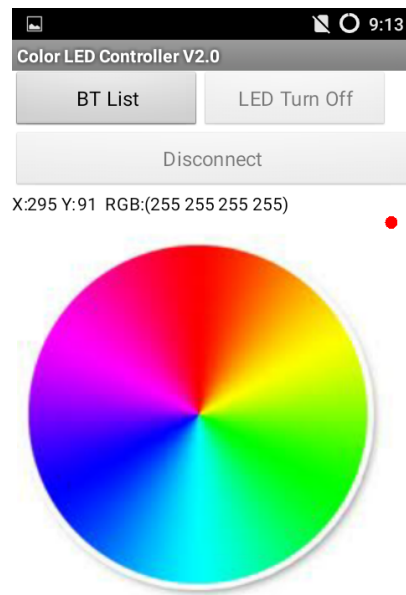 9:13
Color LED Controller V2.0
BT List LED Turn Off
Disconnect
X:295 Y:91 RGB:(255 255 255 255)